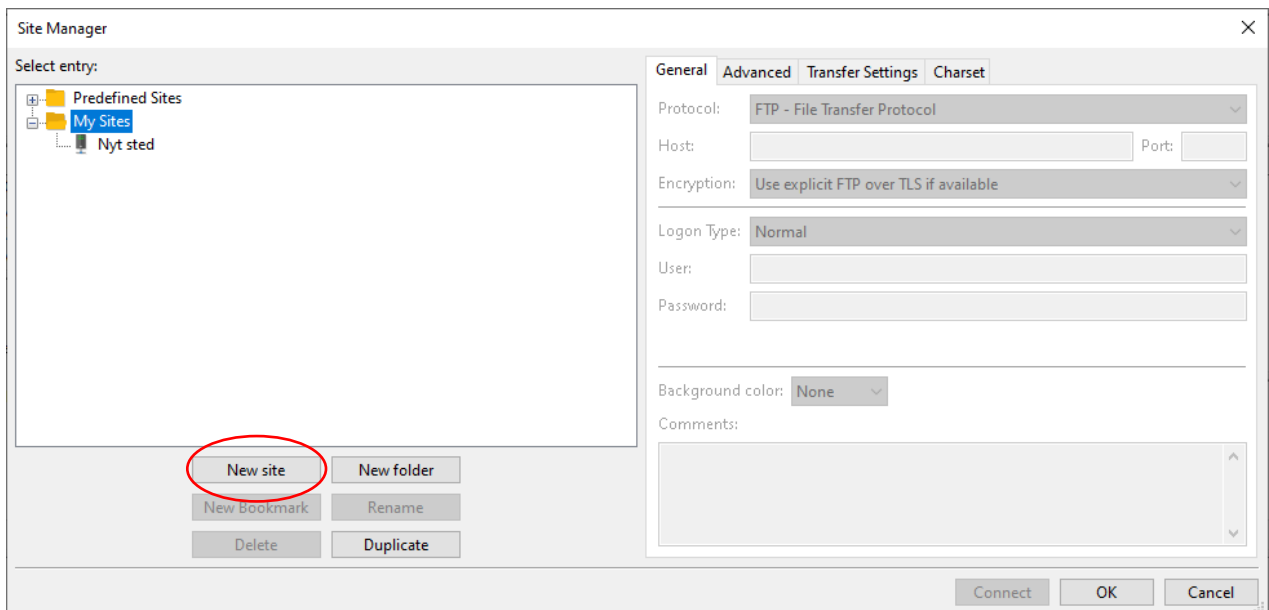 Site Manager
Select entry:
Predefined Sites
My Sites
Nyt sted
New site New folder
New Bookmark Rename
Delete Duplicate
General Advanced Transfer Settings Charset
Protocol: FTP - File Transfer Protocol
Host: Port:
Encryption: Use explicit FTP over TLS if available
Logon Type: Normal
User:
Password:
Background color: None
Comments:
Connect OK Cancel